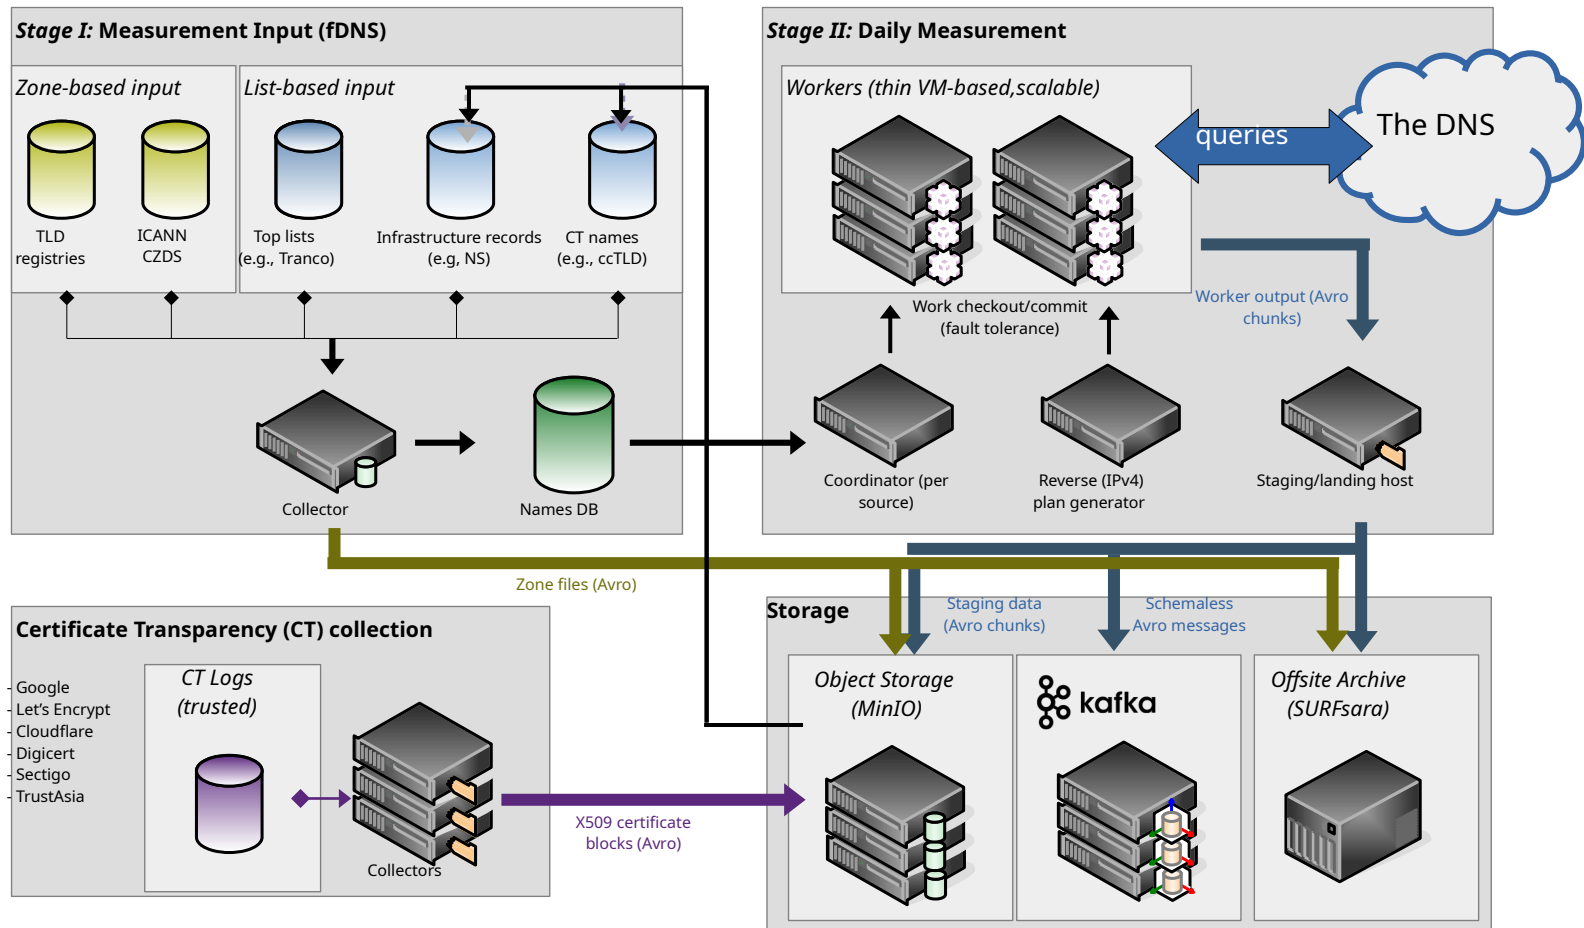 Stage I: Measurement Input (fDNS)
Zone-based input
List-based input
TLD
registries
ICANN
CZDS
Top lists
(e.g., Tranco)
Infrastructure records
(e.g, NS)
CT names
(e.g., ccTLD)
Collector
Names DB
Stage II: Daily Measurement
Workers (thin VM-based,scalable)
queries
The DNS
Work checkout/commit
(fault tolerance)
Worker output (Avro
chunks)
Coordinator (per
source)
Reverse (IPv4)
plan generator
Staging/landing host
Zone files (Avro)
Certificate Transparency (CT) collection
- Google
- Let's Encrypt
- Cloudflare
- Digicert
- Sectigo
- TrustAsia
CT Logs
(trusted)
Collectors
X509 certificate
blocks (Avro)
Storage
Staging data
(Avro chunks)
Schemaless
Avro messages
Object Storage
(MinIO)
kafka
Offsite Archive
(SURFsara)